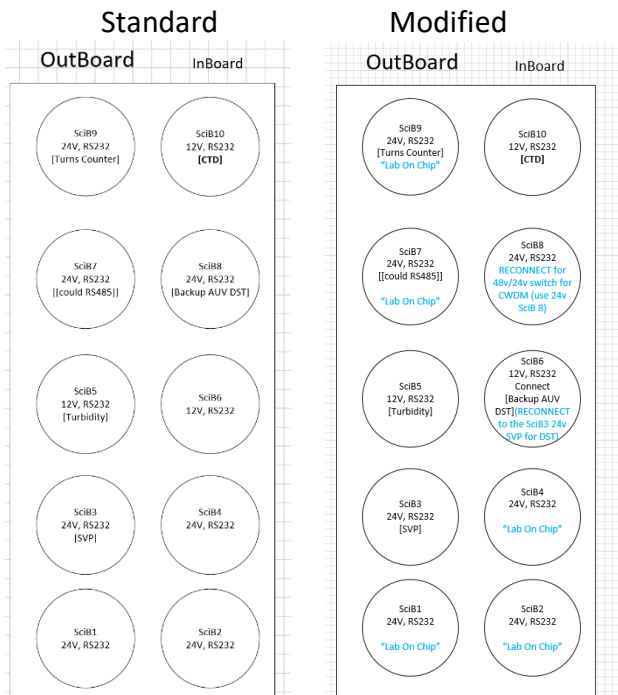 Standard
OutBoard
InBoard
SciB9
24V, RS232
[Turns Counter]
SciB10
12V, RS232
[CTD]
SciB7
24V, RS232
[[could RS485]]
SciB8
24V, RS232
[Backup AUV DST]
SciB5
12V, RS232
[Turbidity]
SciB6
12V, RS232
SciB3
24V, RS232
[SVP]
SciB4
24V, RS232
SciB1
24V, RS232
SciB2
24V, RS232
Modified
OutBoard
InBoard
SciB9
24V, RS232
[Turns Counter]
“Lab On Chip”
SciB10
12V, RS232
[CTD]
SciB7
24V, RS232
[[could RS485]]
“Lab On Chip”
SciB8
24V, RS232
RECONNECT for
48v/24v switch for
CWDM (use 24v
SciB 8)
SciB5
12V, RS232
[Turbidity]
SciB6
12V, RS232
Connect
[Backup AUV
DST](RECONNECT
to the SciB3 24v
SVP for DST)
SciB3
24V, RS232
[SVP]
SciB4
24V, RS232
“Lab On Chip”
SciB1
24V, RS232
“Lab On Chip”
SciB2
24V, RS232
“Lab On Chip”